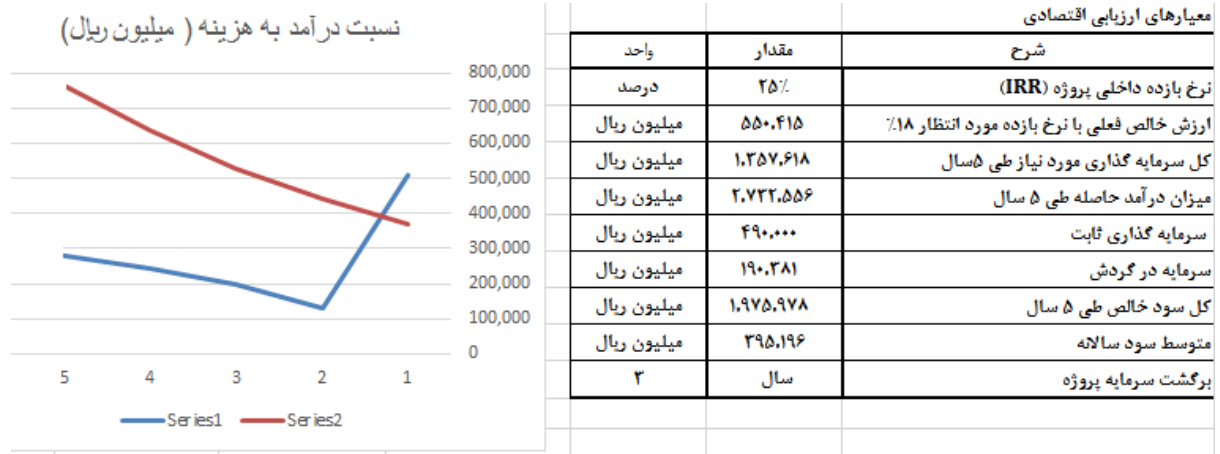 معیارهای ارزیابی اقتصادی
شرح مقدار واحد
نرخ بازده داخلی پروژه (IRR) ۲۵٪ درصد
ارزش خالص فعلی با نرخ بازده مورد انتظار ۱۸٪ ۵۵۰،۴۱۵ میلیون ریال
کل سرمایه گذاری مورد نیاز طی ۵سال ۱،۳۵۷،۶۱۸ میلیون ریال
میزان درآمد حاصله طی ۵ سال ۲،۷۳۲،۵۵۶ میلیون ریال
سرمایه گذاری ثابت ۴۹۰،۰۰۰ میلیون ریال
سرمایه در گردش ۱۹۰،۳۸۱ میلیون ریال
کل سود خالص طی ۵ سال ۱،۹۷۵،۹۷۸ میلیون ریال
متوسط سود سالانه ۳۹۵،۱۹۶ میلیون ریال
برگشت سرمایه پروژه سال ۳
نسبت درآمد به هزینه ( میلیون ریال)
800,000
700,000
600,000
500,000
400,000
300,000
200,000
100,000
0
5 4 3 2 1
Series1 Series2